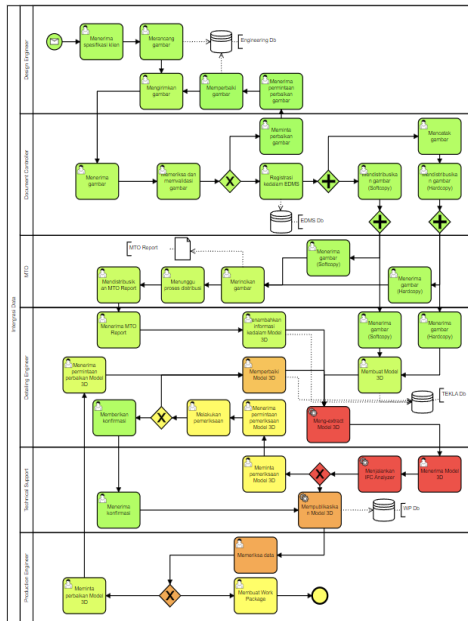 Integrasi Data
Design Engineer
Menerima
spesifikasi klien
Merancang
gambar
Engineering Db
Mengirimkan
gambar
Memperbaiki
gambar
Menerima
permintaan
perbaikan gambar
Document Controller
Meminta
perbaikan
gambar
Mencetak
gambar
Menerima
gambar
Memeriksa dan
memvalidasi
gambar
Registrasi
kedalam EDMS
Mendistribusika
n gambar
(Softcopy)
Mendistribusika
n gambar
(Hardcopy)
EDMS Db
MTO
MTO Report
Menerima
gambar
(Softcopy)
Mendistribusik
an MTO Report
Menunggu
proses distribusi
gambar
Menerima
gambar
(Hardcopy)
Detailing Engineer
Menerima MTO
Report
Menambahkan
informasi
kedalam Model
3D
Menerima
gambar
(Softcopy)
Menerima
gambar
(Hardcopy)
Menerima
permintaan
perbaikan Model
3D
Memperbaiki
Model 3D
Membuat Model
3D
TEKLA Db
Memberikan
konfirmasi
Melakukan
pemeriksaan
Menerima
permintaan
pemeriksaan
Model 3D
Meng-extract
Model 3D
Technical Support
Meminta
pemeriksaan
Model 3D
Menjalankan
IFC Analyzer
Menerima Model
3D
Menerima
konfirmasi
Mempublikasika
n Model 3D
WP Db
Production Engineer
Memeriksa data
Meminta
perbaikan Model
3D
Membuat Work
Package